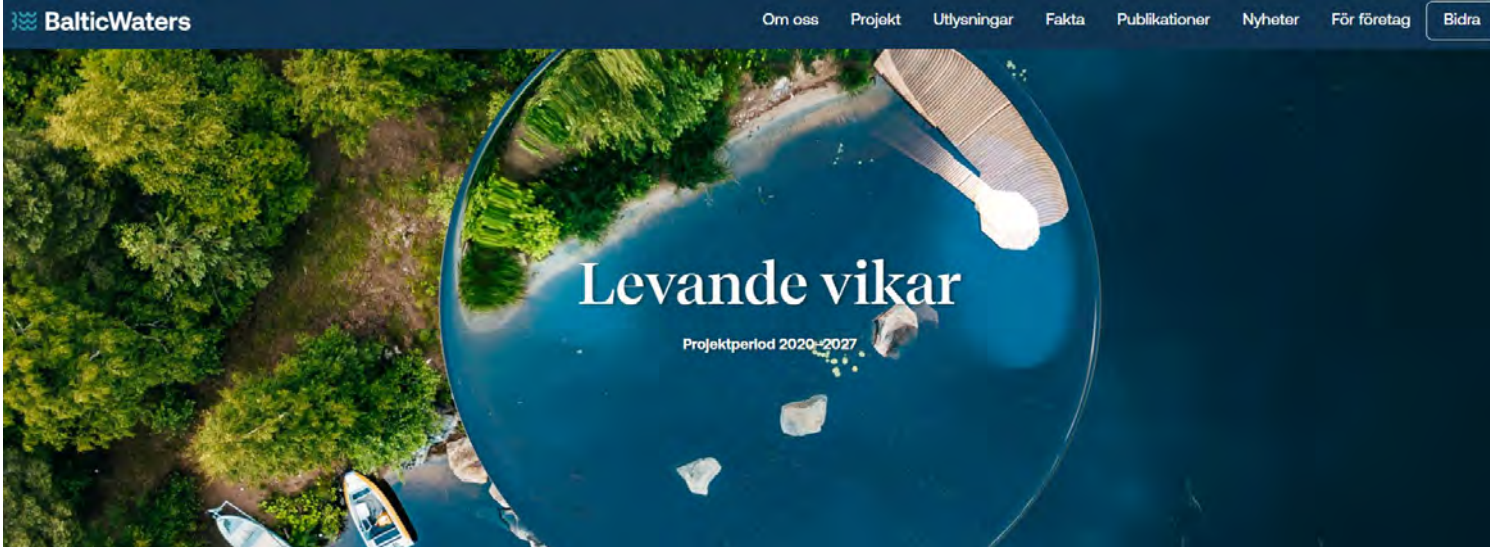 BalticWaters
Om oss Projekt Utlysningar Fakta Publikationer Nyheter För företag Bidra
Levande vikar
Projektperiod 2020–2027